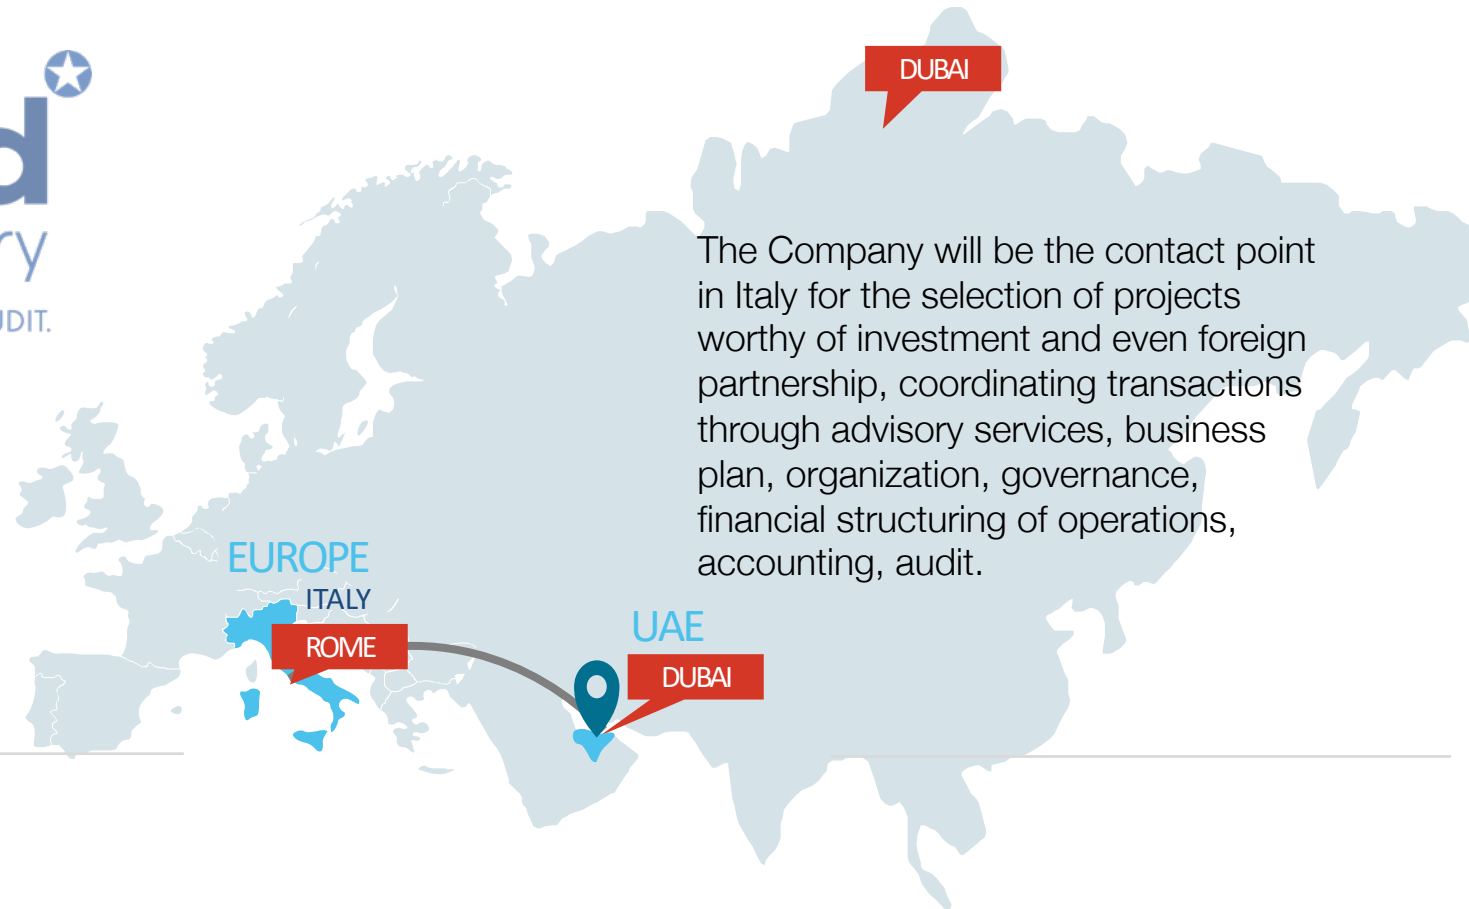 DUBAI
d
ry
UDIT.
The Company will be the contact point
in Italy for the selection of projects
worthy of investment and even foreign
partnership, coordinating transactions
through advisory services, business
plan, organization, governance,
financial structuring of operations,
accounting, audit.
EUROPE
ITALY
ROME
UAE
DUBAI